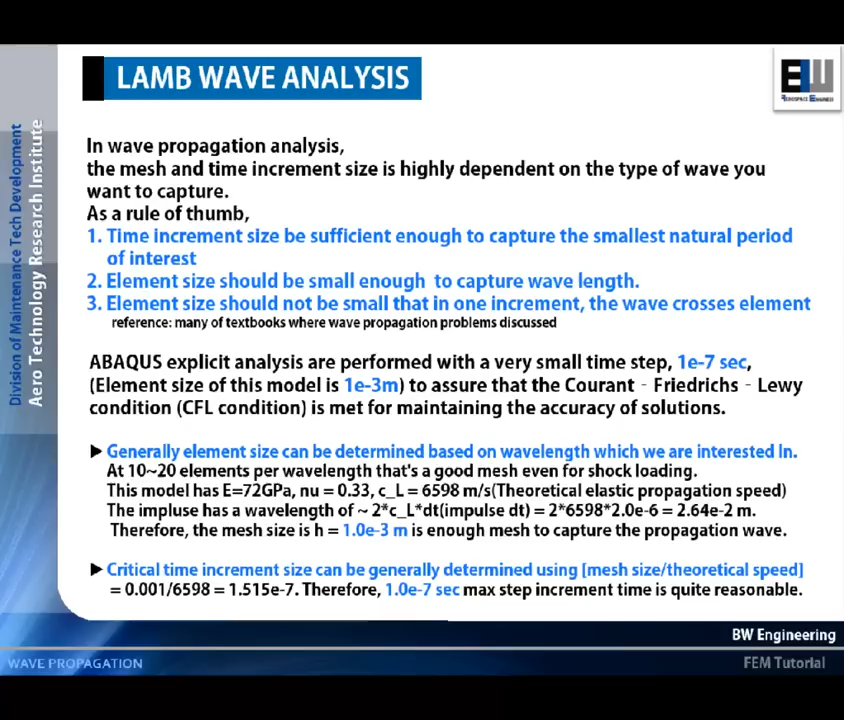 LAMB WAVE ANALYSIS
EW
AEROSPACE ENGINEERS
Division of Maintenance Tech Development
Aero Technology Research Institute
In wave propagation analysis,
the mesh and time increment size is highly dependent on the type of wave you
want to capture.
As a rule of thumb,
1. Time increment size be sufficient enough to capture the smallest natural period
of interest
2. Element size should be small enough to capture wave length.
3. Element size should not be small that in one increment, the wave crosses element
reference: many of textbooks where wave propagation problems discussed
ABAQUS explicit analysis are performed with a very small time step, 1e-7 sec,
(Element size of this model is 1e-3m) to assure that the Courant - Friedrichs - Lewy
condition (CFL condition) is met for maintaining the accuracy of solutions.
▶ Generally element size can be determined based on wavelength which we are interested In.
At 10~20 elements per wavelength that's a good mesh even for shock loading.
This model has E=72GPa, nu = 0.33, c_L = 6598 m/s(Theoretical elastic propagation speed)
The impluse has a wavelength of ~ 2*c_L*dt(impulse dt) = 2*6598*2.0e-6 = 2.64e-2 m.
Therefore, the mesh size is h = 1.0e-3 m is enough mesh to capture the propagation wave.
▶ Critical time increment size can be generally determined using [mesh size/theoretical speed]
= 0.001/6598 = 1.515e-7. Therefore, 1.0e-7 sec max step increment time is quite reasonable.
BW Engineering
WAVE PROPAGATION
FEM Tutorial